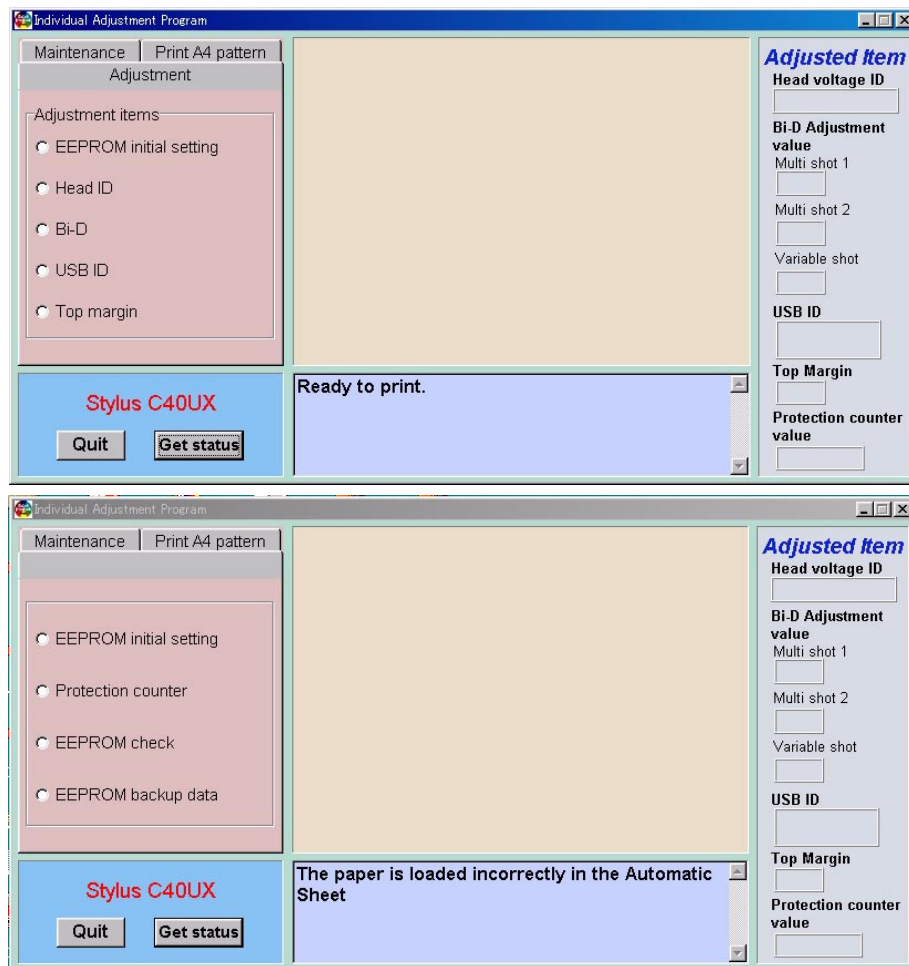 Individual Adjustment Program
Maintenance
Print A4 pattern
Adjustment
Adjustment items
EEPROM initial setting
Head ID
Bi-D
USB ID
Top margin
Stylus C40UX
Quit
Get status
Ready to print.
Adjusted Item
Head voltage ID
Bi-D Adjustment
value
Multi shot 1
Multi shot 2
Variable shot
USB ID
Top Margin
Protection counter
value
Individual Adjustment Program
Maintenance
Print A4 pattern
EEPROM initial setting
Protection counter
EEPROM check
EEPROM backup data
Stylus C40UX
Quit
Get status
The paper is loaded incorrectly in the Automatic
Sheet
Adjusted Item
Head voltage ID
Bi-D Adjustment
value
Multi shot 1
Multi shot 2
Variable shot
USB ID
Top Margin
Protection counter
value